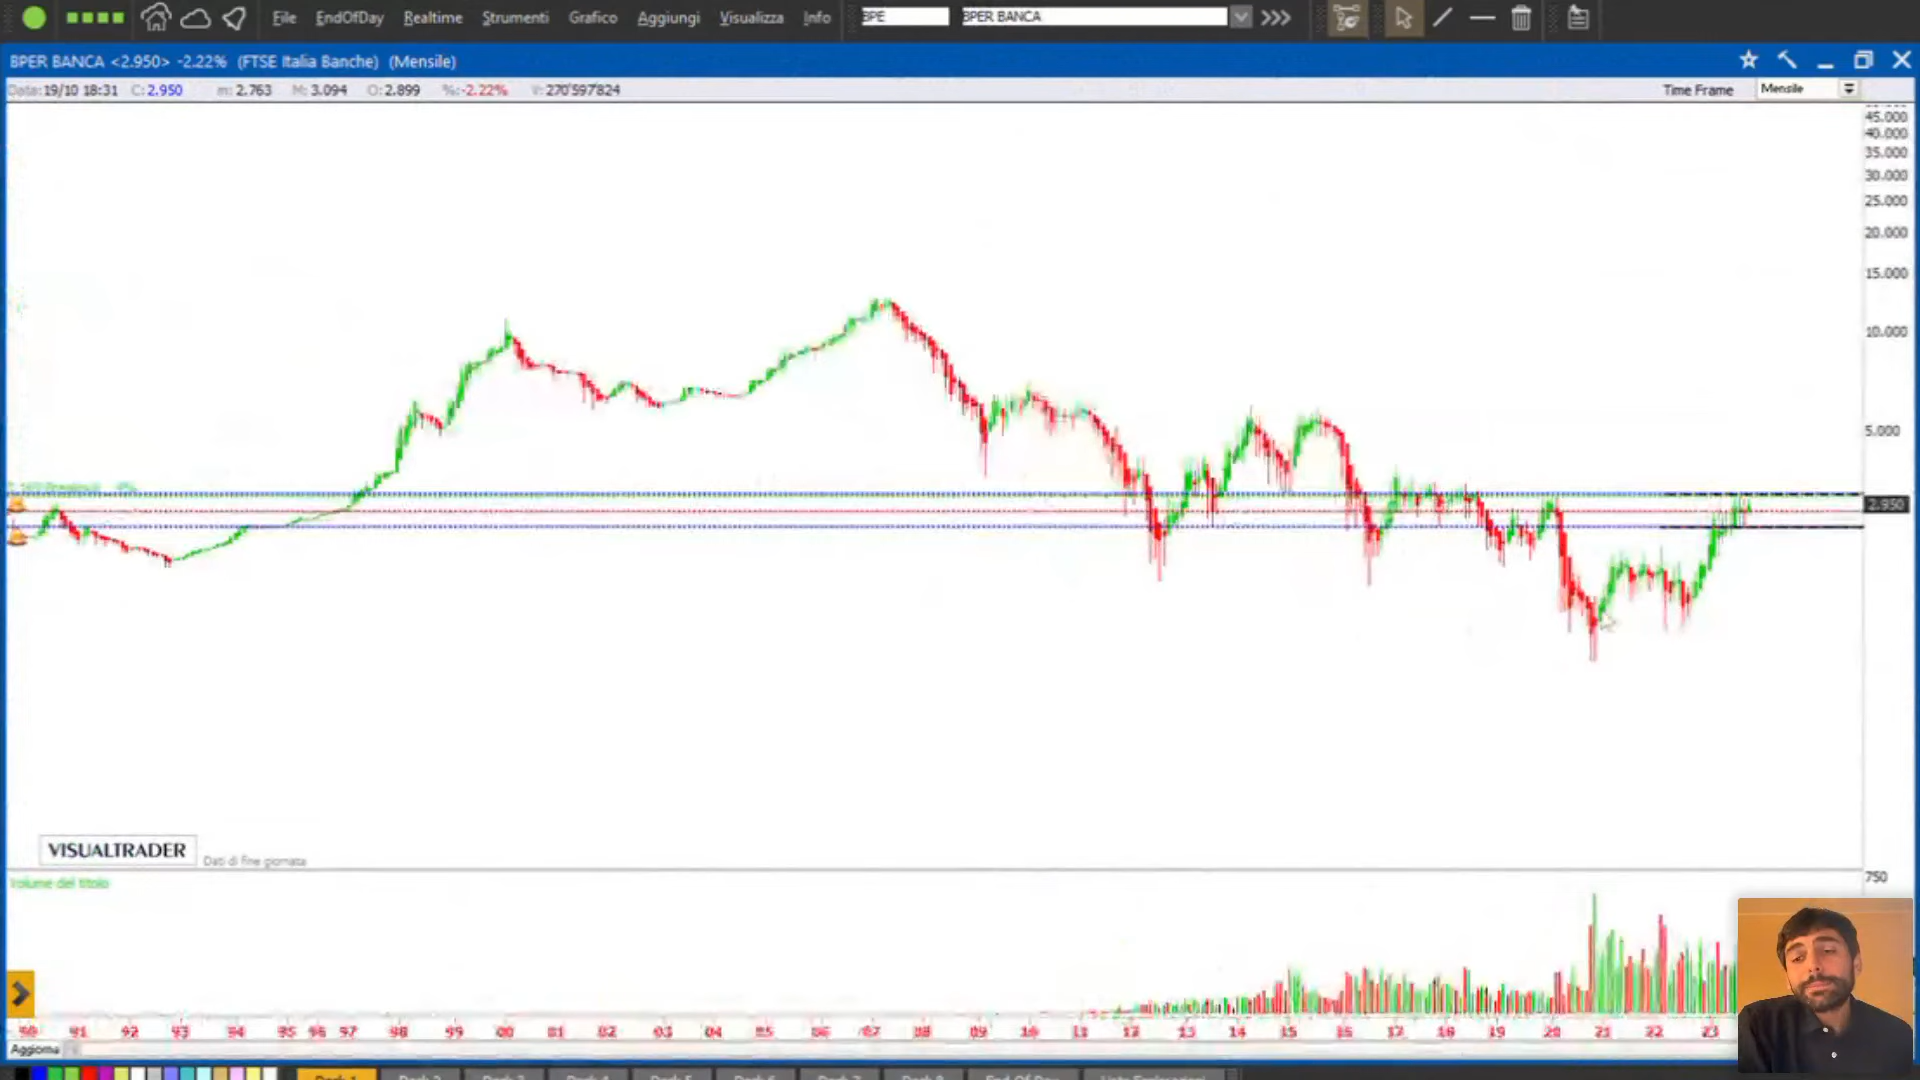 File EndOfDay Realtime Strumenti Grafico Aggiungi Visualizza Info BPE BPER BANCA
BPER BANCA <2.950> -2.22% (FTSE Italia Banche) (Mensile)
Data:19/10 18:31 C:2.950 m:2.763 M:3.094 O:2.899 %:-2.22% V:270'597'824 Time Frame Mensile
45.000
40.000
35.000
30.000
25.000
20.000
15.000
10.000
5.000
2.950
VISUALTRADER Dati di fine giornata
Volume del titolo
750
90 91 92 93 94 95 96 97 98 99 00 01 02 03 04 05 06 07 08 09 10 11 12 13 14 15 16 17 18 19 20 21 22 23
Aggiorna